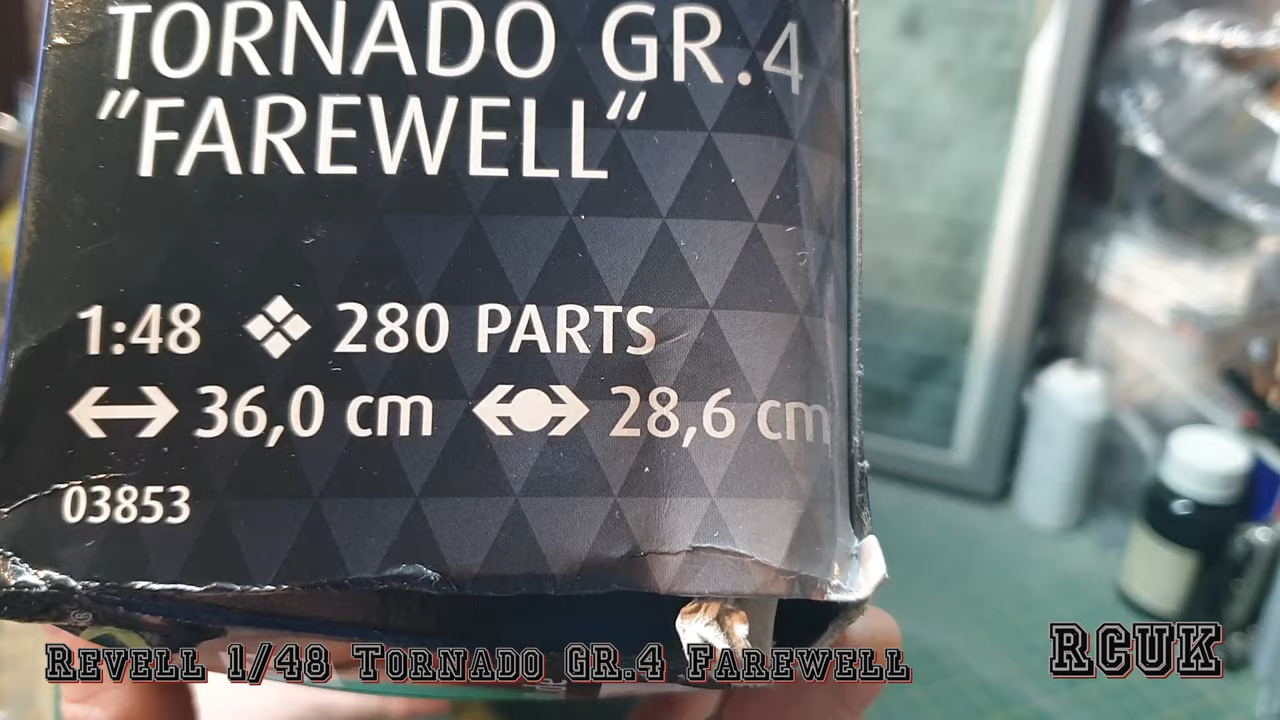 TORNADO GR.4
"FAREWELL“
1:48 280 PARTS
36,0 cm 28,6 cm
03853
REVELL 1/48 TORNADO GR.4 FAREWELL
RCUK